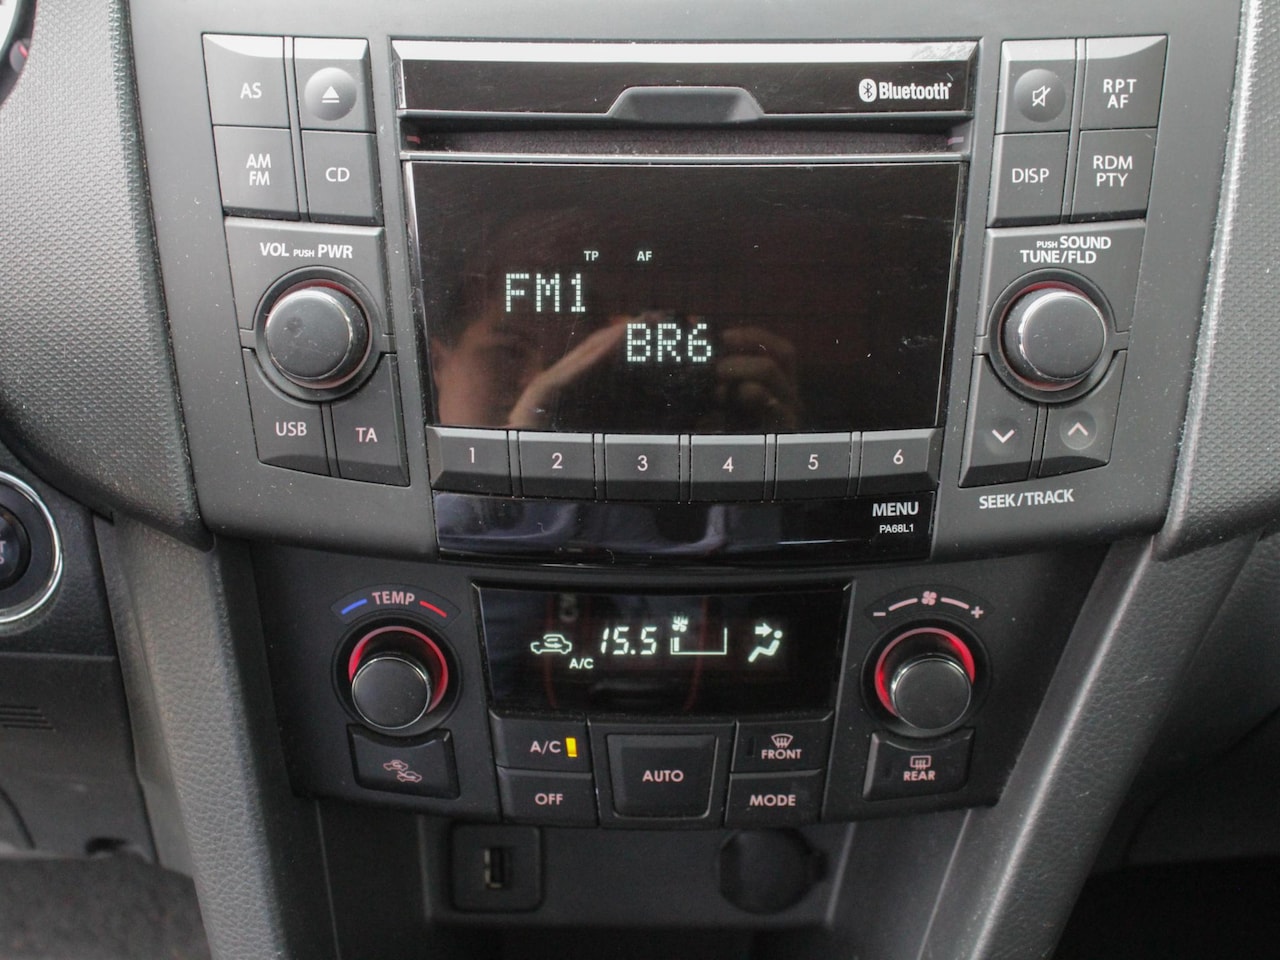 AS
Bluetooth
RPT
AF
AM
FM
CD
DISP
RDM
PTY
VOL PUSH PWR
PUSH SOUND
TUNE/FLD
TP AF
FM1
BR6
USB
TA
1 2 3 4 5 6
SEEK/TRACK
MENU
PA68L1
TEMP
- +
A/C 15.5
A/C
AUTO
FRONT
OFF
MODE
REAR